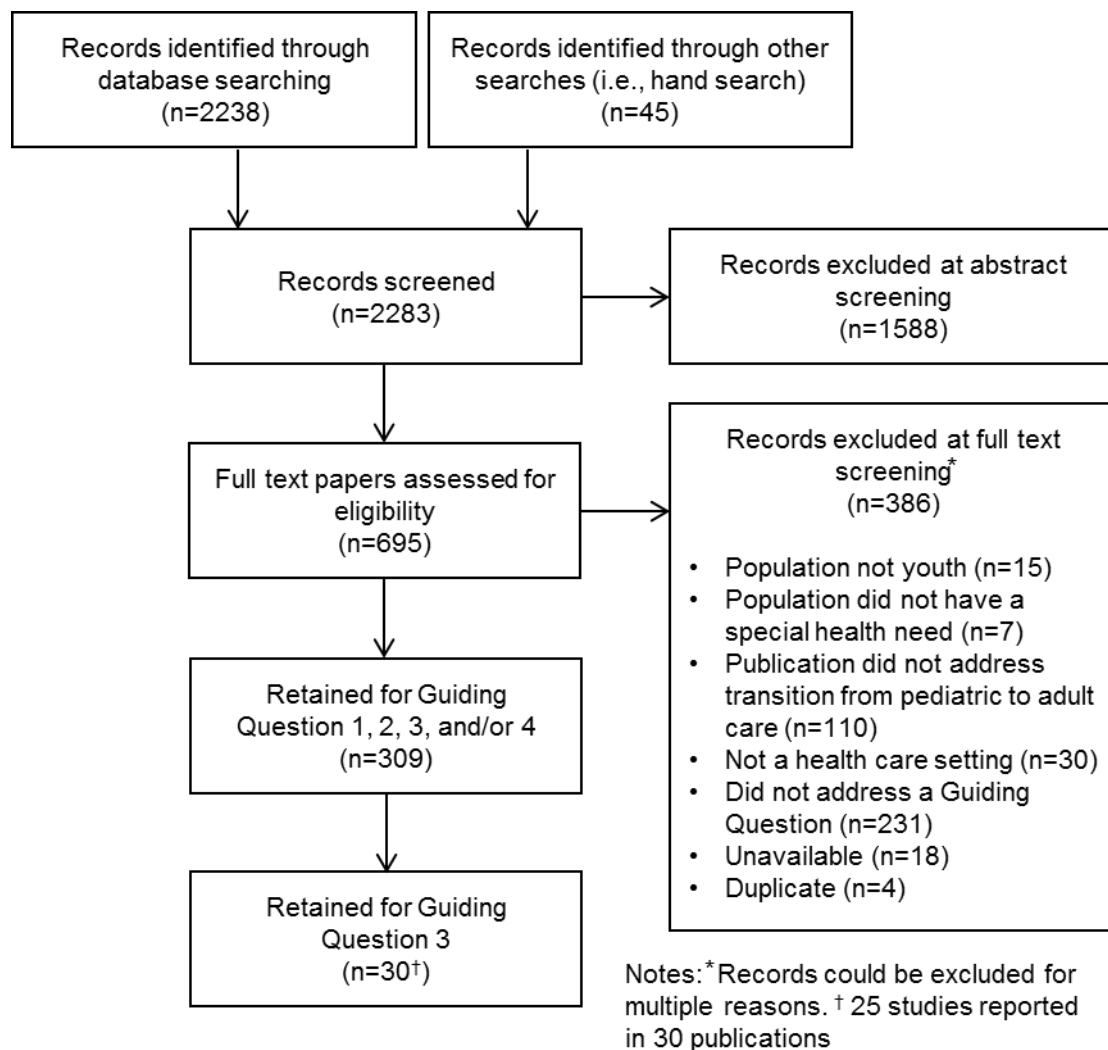 Records identified through
database searching
(n=2238)
Records identified through other
searches (i.e., hand search)
(n=45)
Records screened
(n=2283)
Records excluded at abstract
screening
(n=1588)
Full text papers assessed for
eligibility
(n=695)
Records excluded at full text
screening*
(n=386)
• Population not youth (n=15)
• Population did not have a
special health need (n=7)
• Publication did not address
transition from pediatric to adult
care (n=110)
• Not a health care setting (n=30)
• Did not address a Guiding
Question (n=231)
• Unavailable (n=18)
• Duplicate (n=4)
Retained for Guiding
Question 1, 2, 3, and/or 4
(n=309)
Retained for Guiding
Question 3
(n=30†)
Notes:*Records could be excluded for
multiple reasons. † 25 studies reported
in 30 publications